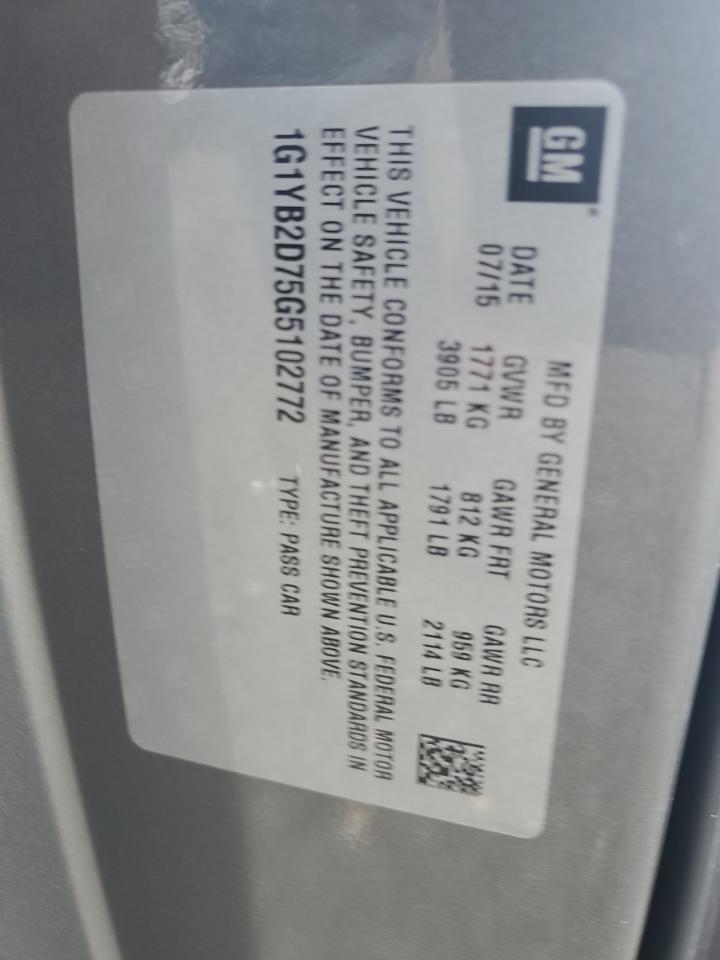 GM
MFD BY GENERAL MOTORS LLC
DATE GVWR GAWR FRT GAWR RR
07/15 1771 KG 812 KG 959 KG
3905 LB 1791 LB 2114 LB
THIS VEHICLE CONFORMS TO ALL APPLICABLE U.S. FEDERAL MOTOR
VEHICLE SAFETY, BUMPER, AND THEFT PREVENTION STANDARDS IN
EFFECT ON THE DATE OF MANUFACTURE SHOWN ABOVE.
1G1YB2D75G5102772 TYPE: PASS CAR